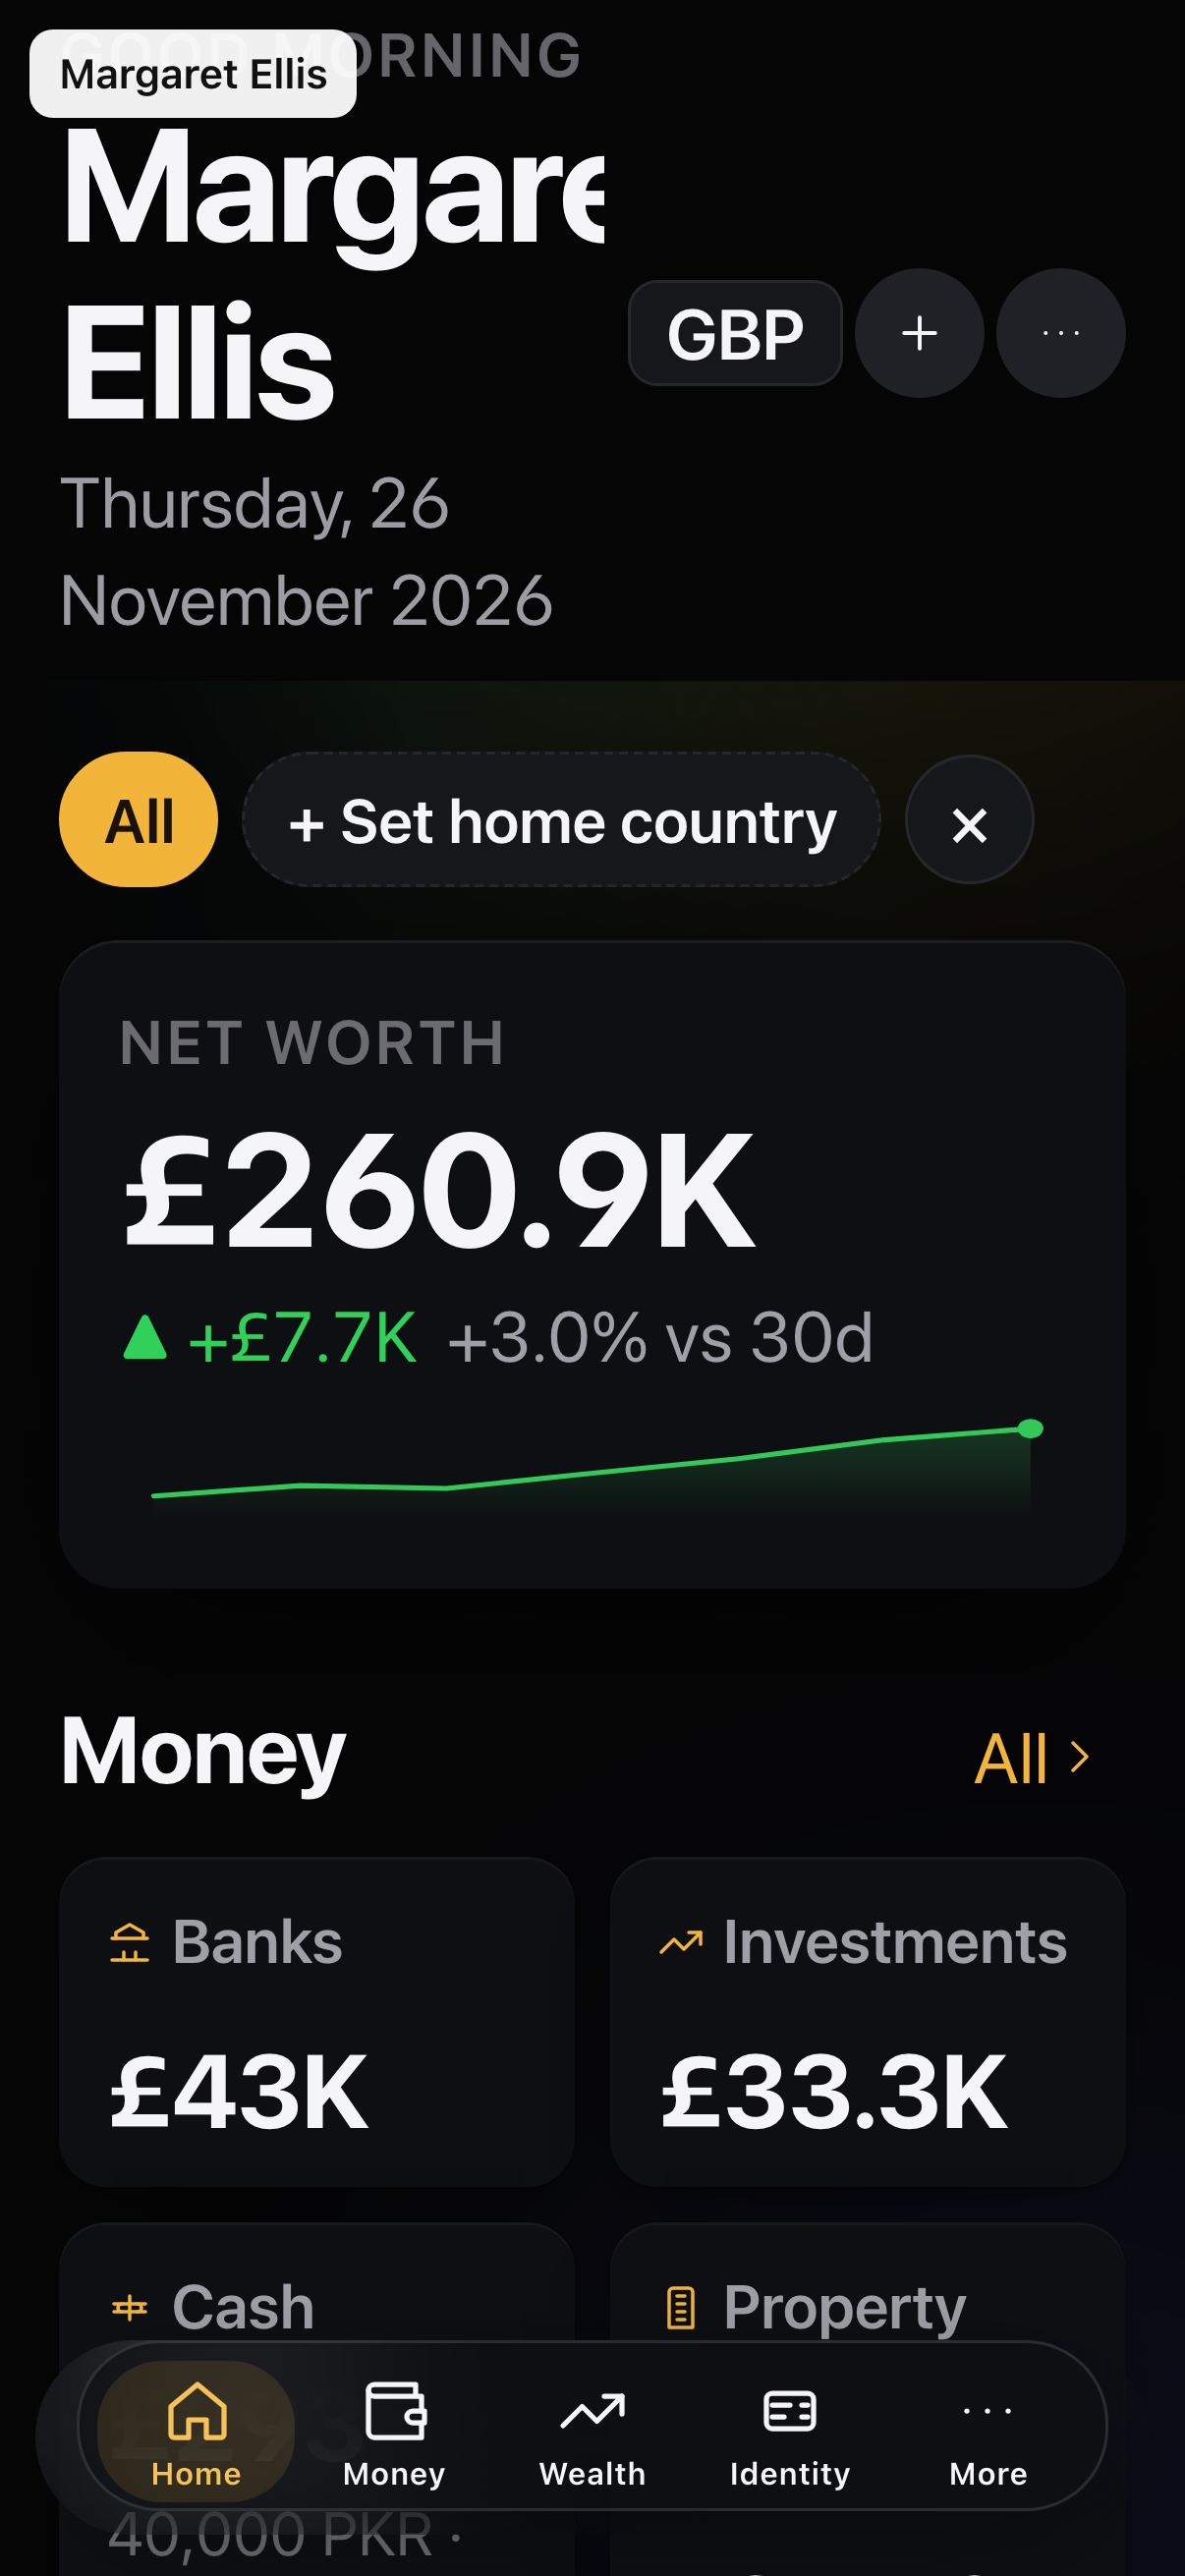 GOOD MORNING
Margaret Ellis
Margare
Ellis
GBP
Thursday, 26
November 2026
All
+ Set home country
×
NET WORTH
£260.9K
+£7.7K +3.0% vs 30d
Money
All
Banks
Investments
£43K
£33.3K
Cash
Property
Home
Money
Wealth
Identity
More
40,000 PKR ·